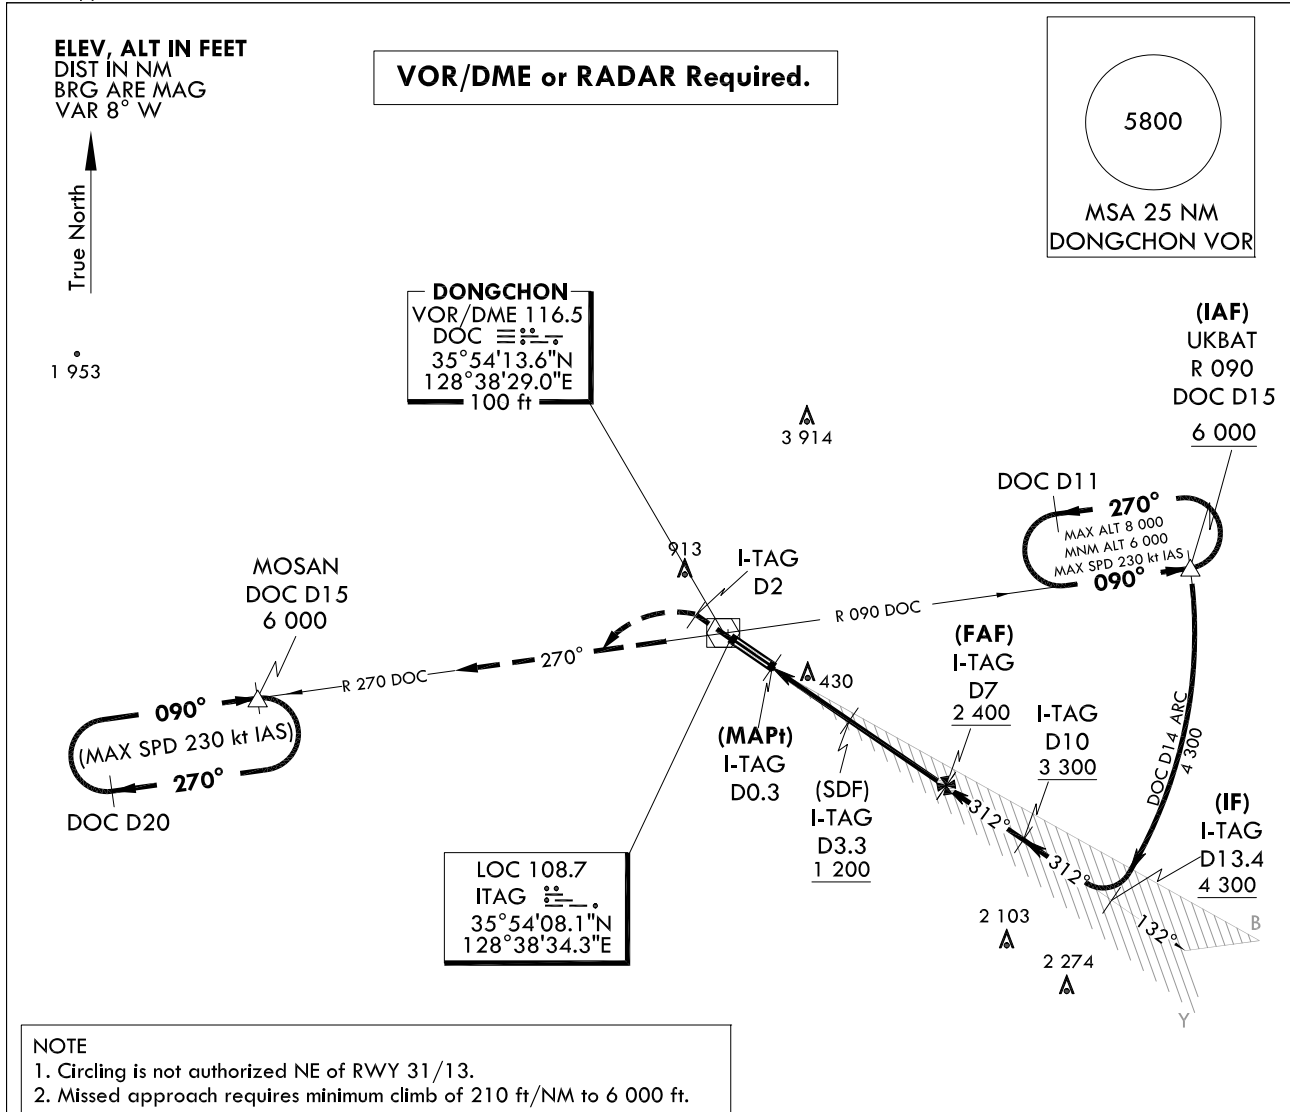 ELEV, ALT IN FEET
DIST IN NM
BRG ARE MAG
VAR 8° W
True North
VOR/DME or RADAR Required.
5800
MSA 25 NM
DONGCHON VOR
1 953
DONGCHON
VOR/DME 116.5
DOC
35°54'13.6"N
128°38'29.0"E
100 ft
3 914
(IAF)
UKBAT
R 090
DOC D15
6 000
DOC D11
270°
MAX ALT 8 000
MNM ALT 6 000
MAX SPD 230 kt IAS
090°
913
I-TAG
D2
R 090 DOC
MOSAN
DOC D15
6 000
270°
R 270 DOC
090°
(MAX SPD 230 kt IAS)
270°
DOC D20
430
(FAF)
I-TAG
D7
2 400
I-TAG
D10
3 300
DOC D14 ARC
4 300
(MAPt)
I-TAG
D0.3
(SDF)
I-TAG
D3.3
1 200
312°
312°
(IF)
I-TAG
D13.4
4 300
LOC 108.7
ITAG
35°54'08.1"N
128°38'34.3"E
2 103
2 274
132°
B
Y
NOTE
1. Circling is not authorized NE of RWY 31/13.
2. Missed approach requires minimum climb of 210 ft/NM to 6 000 ft.